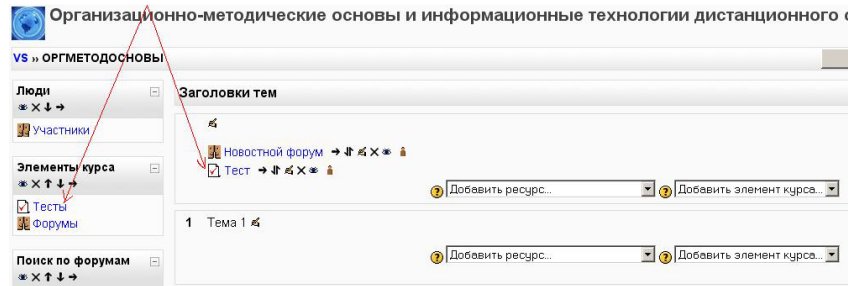 Организационно-методические основы и информационные технологии дистанционного
VS » ОРГМЕТОДОСНОВЫ
Люди
Участники
Элементы курса
Тесты
Форумы
Поиск по форумам
Заголовки тем
Новостной форум
Тест
Добавить ресурс... Добавить элемент курса...
1 Тема 1
Добавить ресурс... Добавить элемент курса...